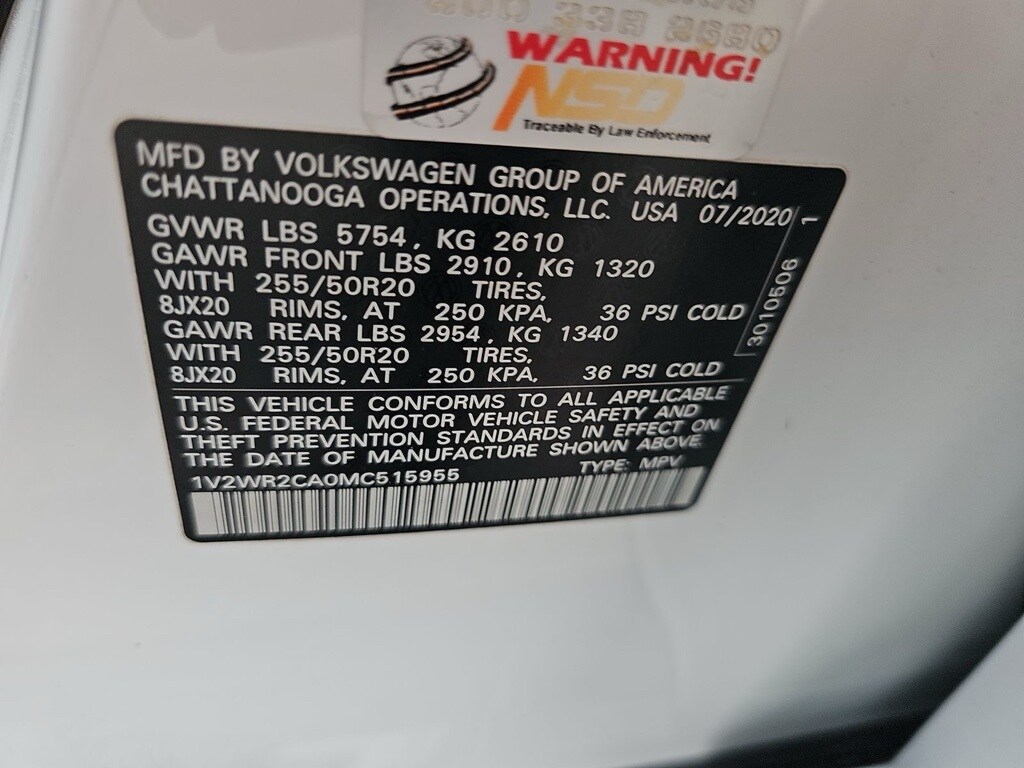 WARNING!
NSD
Traceable By Law Enforcement
MFD BY VOLKSWAGEN GROUP OF AMERICA
CHATTANOOGA OPERATIONS, LLC. USA 07/2020
GVWR LBS 5754, KG 2610
GAWR FRONT LBS 2910, KG 1320
WITH 255/50R20 TIRES,
8JX20 RIMS, AT 250 KPA, 36 PSI COLD
GAWR REAR LBS 2954, KG 1340
WITH 255/50R20 TIRES,
8JX20 RIMS, AT 250 KPA, 36 PSI COLD
3010506 1
THIS VEHICLE CONFORMS TO ALL APPLICABLE
U.S. FEDERAL MOTOR VEHICLE SAFETY AND
THEFT PREVENTION STANDARDS IN EFFECT ON
THE DATE OF MANUFACTURE SHOWN ABOVE.
1V2WR2CA0MC515955 TYPE: MPV